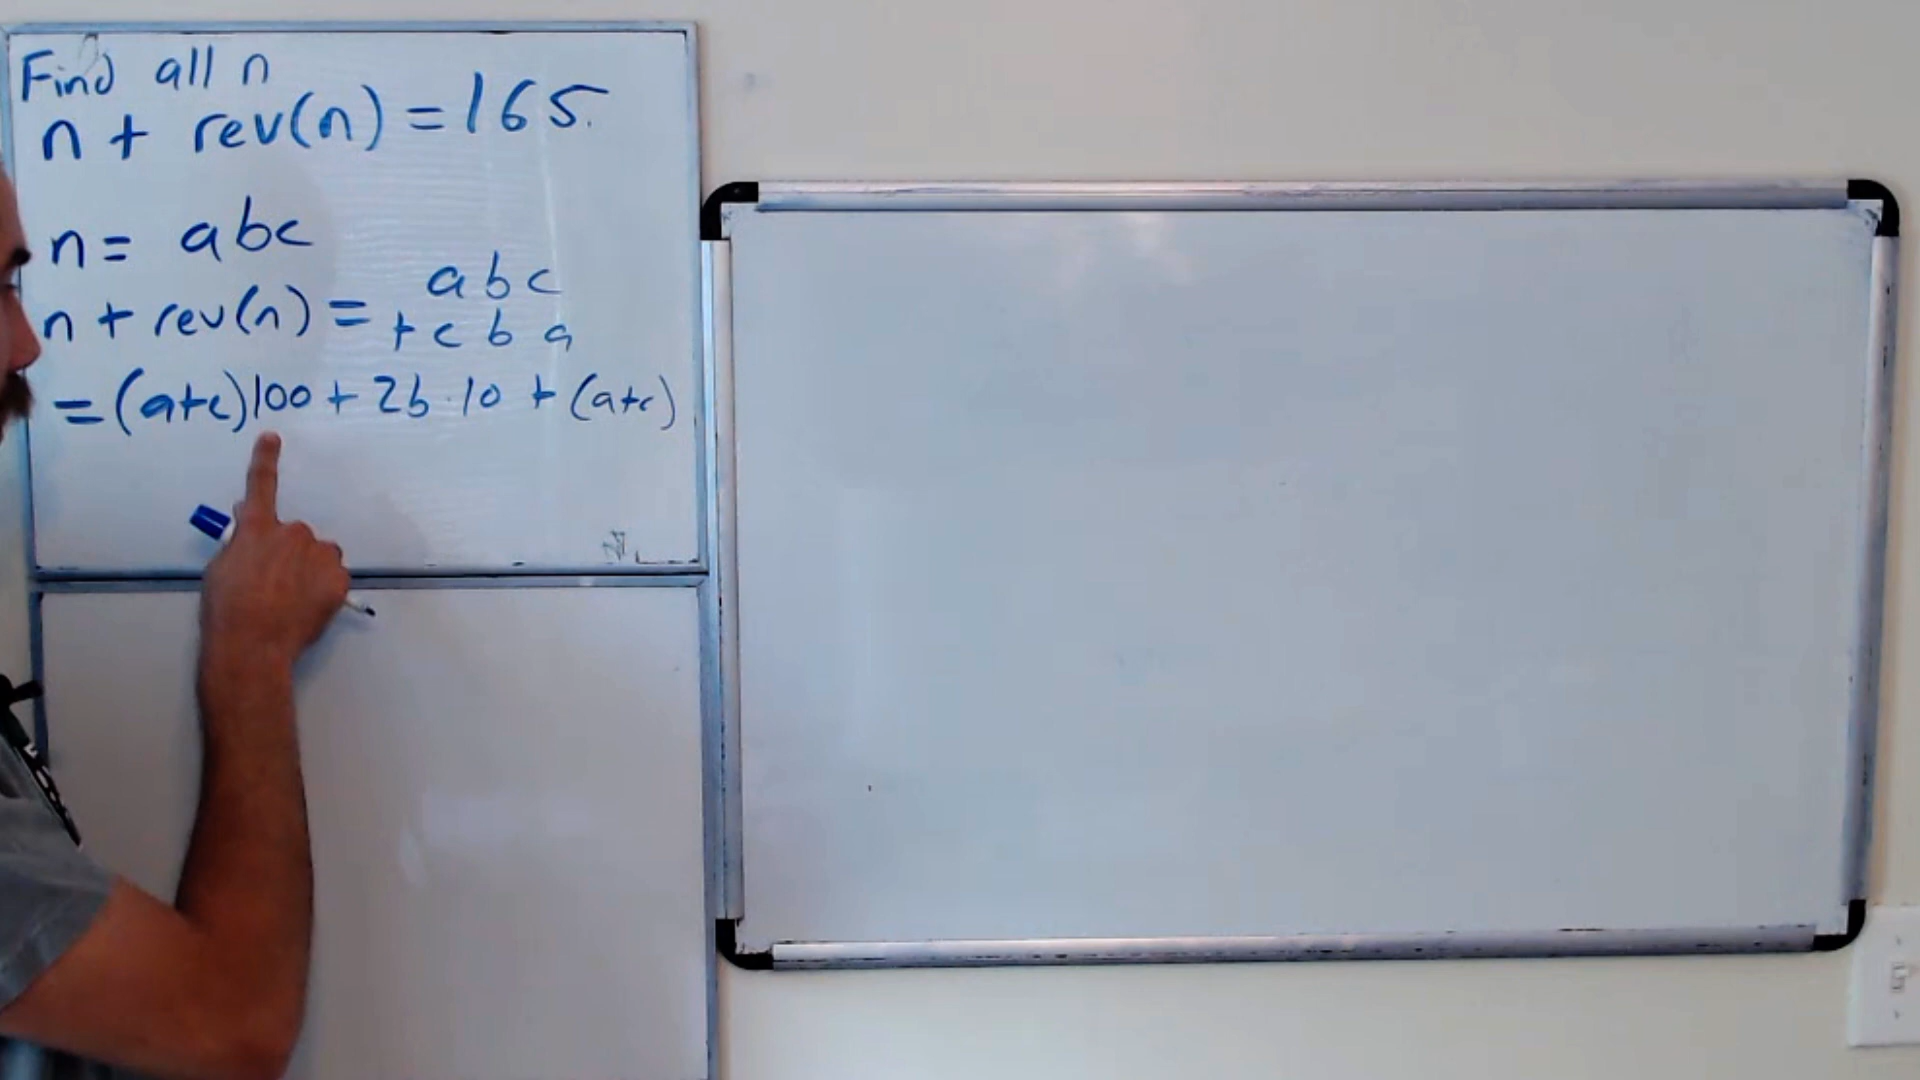 Find all n
n + rev(n) = 165.
n = abc
n + rev(n) = abc
+ cba
= (a+c)100 + 2b·10 + (a+c)